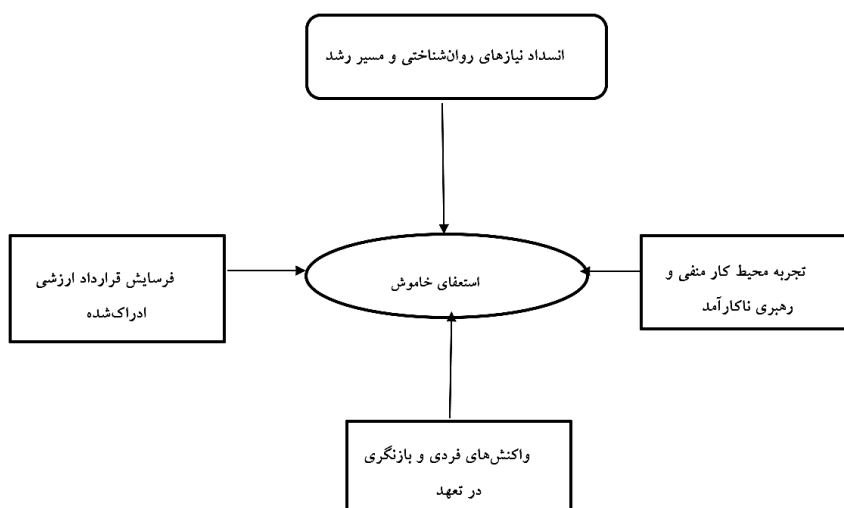 انسداد نیازهای روان‌شناختی و مسیر رشد
تجربه محیط کار منفی و
رهبری ناکارآمد
استعفای خاموش
فرسایش قرارداد ارزشی
ادراک‌شده
واکنش‌های فردی و بازنگری
در تعهد